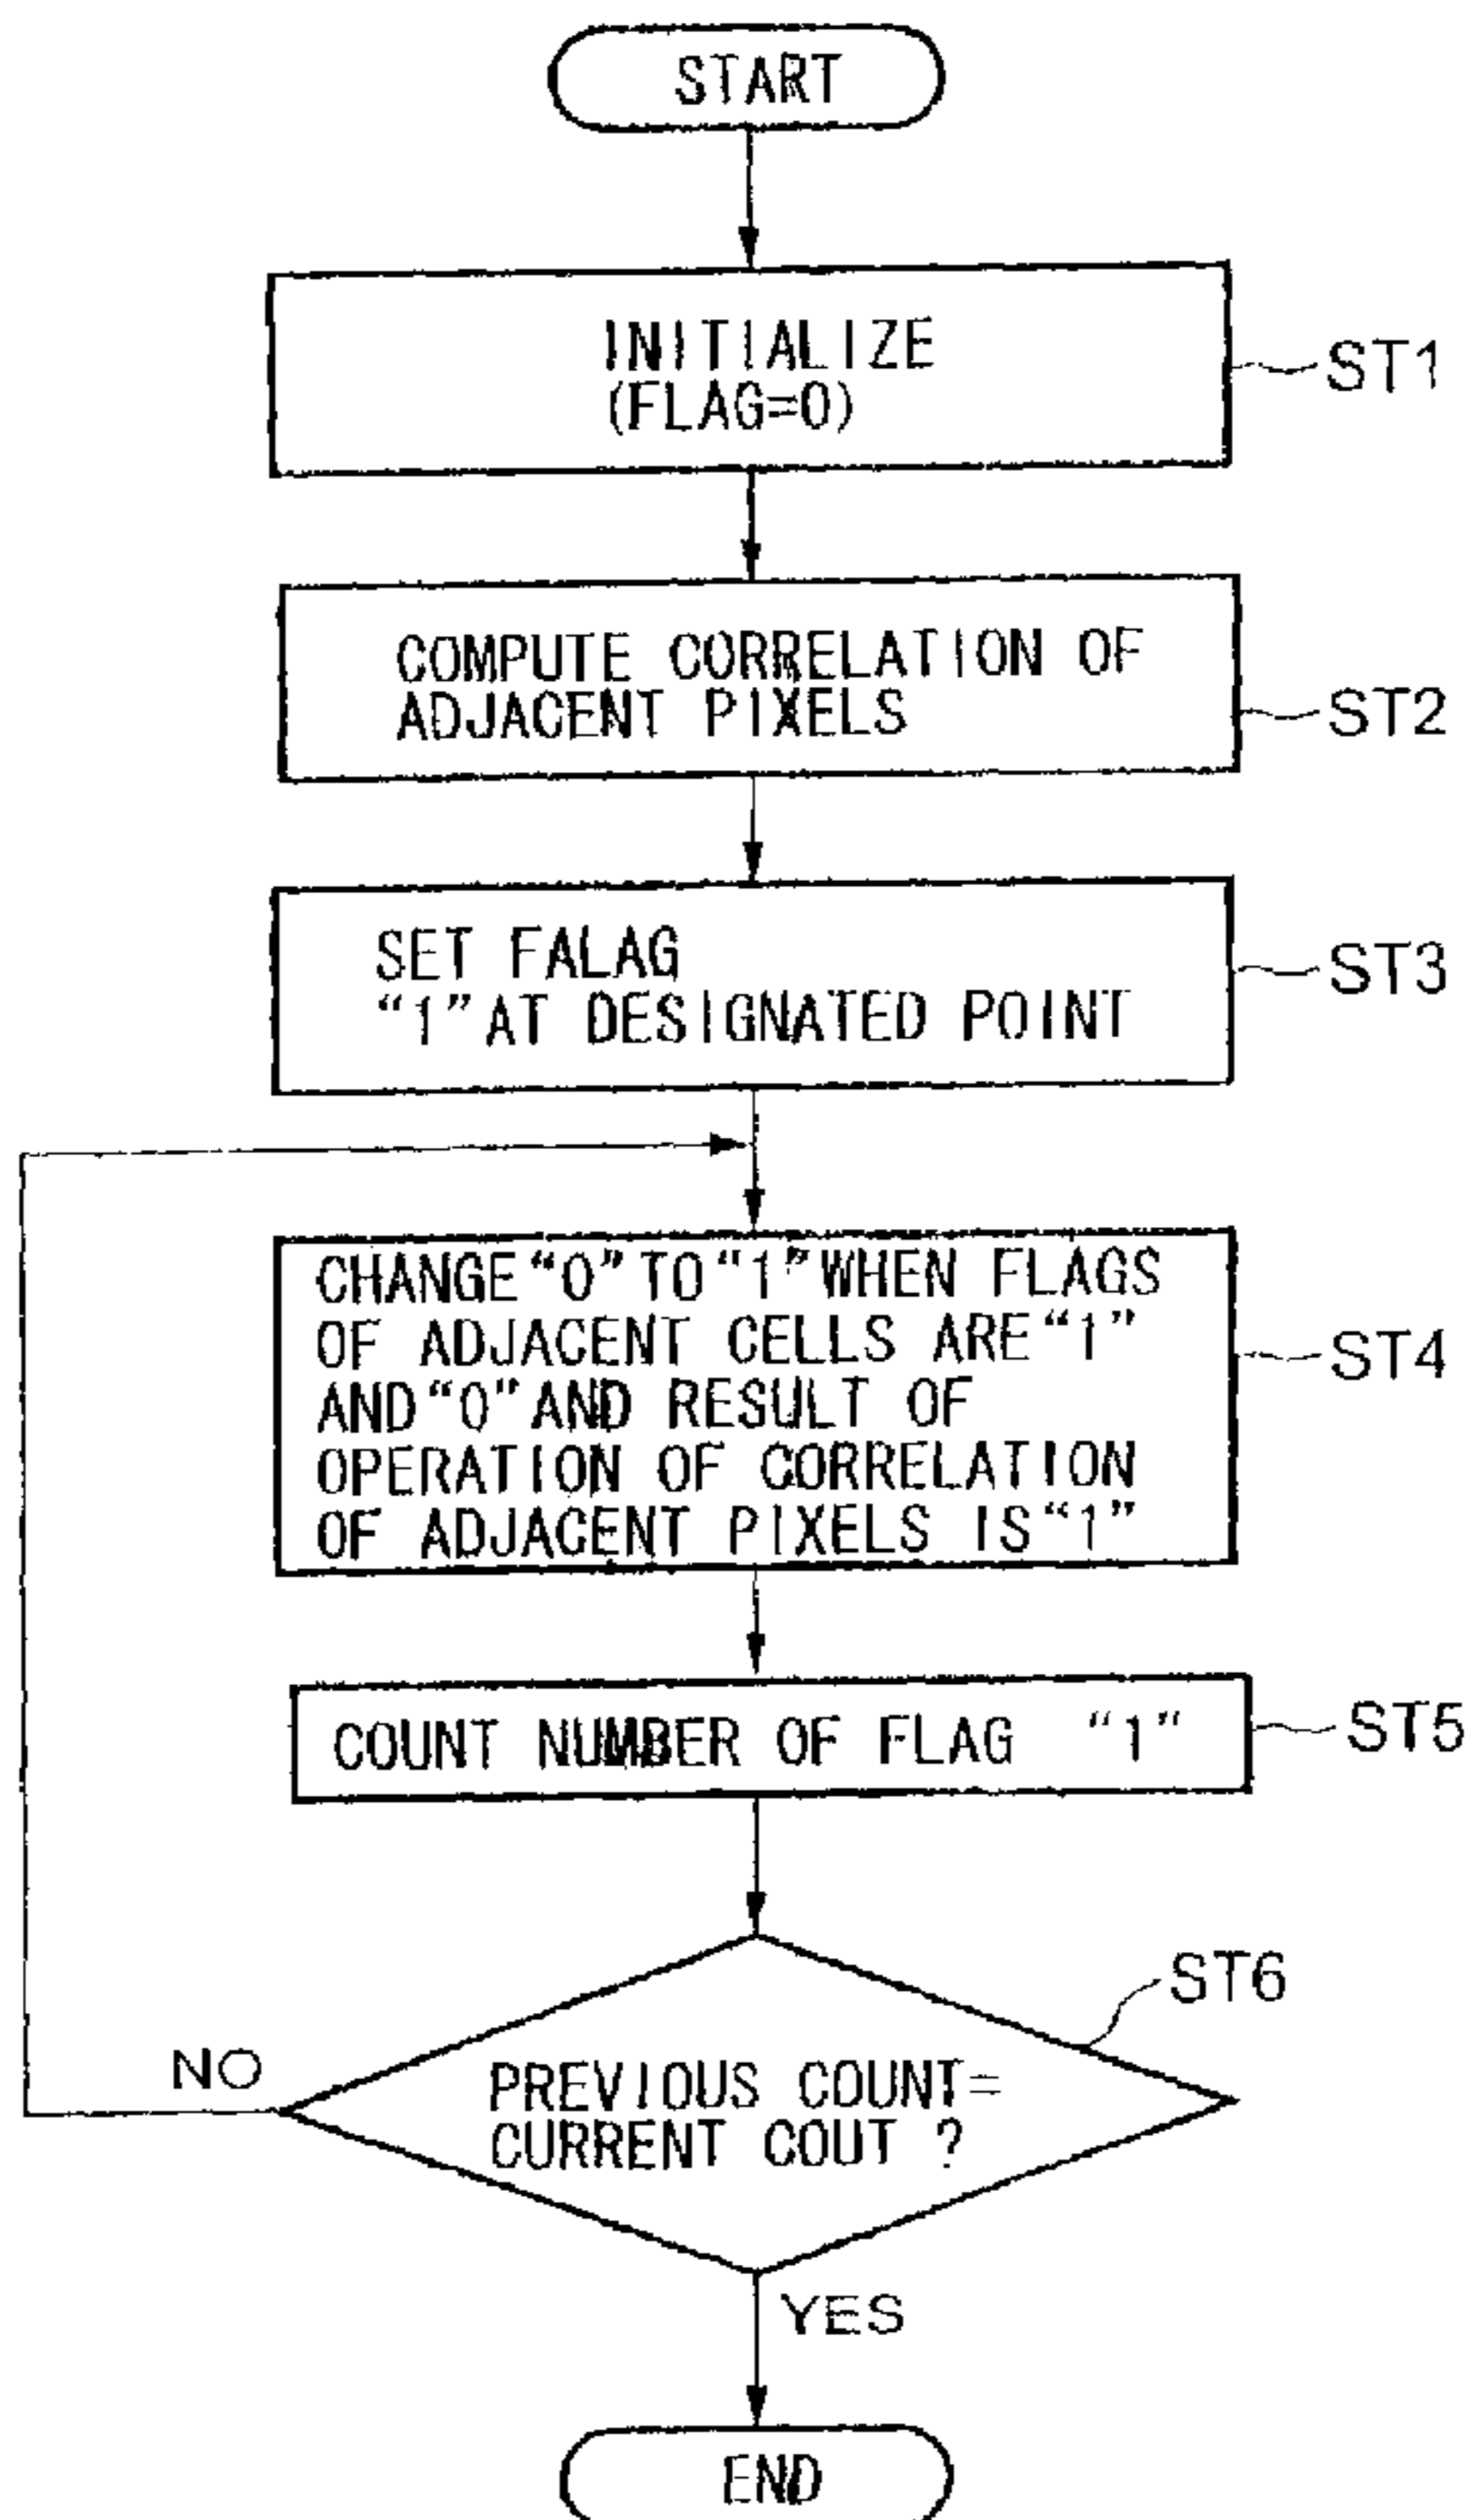 START
INITIALIZE
(FLAG=0)
ST1
COMPUTE CORRELATION OF
ADJACENT PIXELS
ST2
SET FALAG
“1” AT DESIGNATED POINT
ST3
CHANGE “0” TO “1” WHEN FLAGS
OF ADJACENT CELLS ARE “1”
AND “0” AND RESULT OF
OPERATION OF CORRELATION
OF ADJACENT PIXELS IS “1”
ST4
COUNT NUMBER OF FLAG “1”
ST5
ST6
NO
PREVIOUS COUNT=
CURRENT COUT ?
YES
END